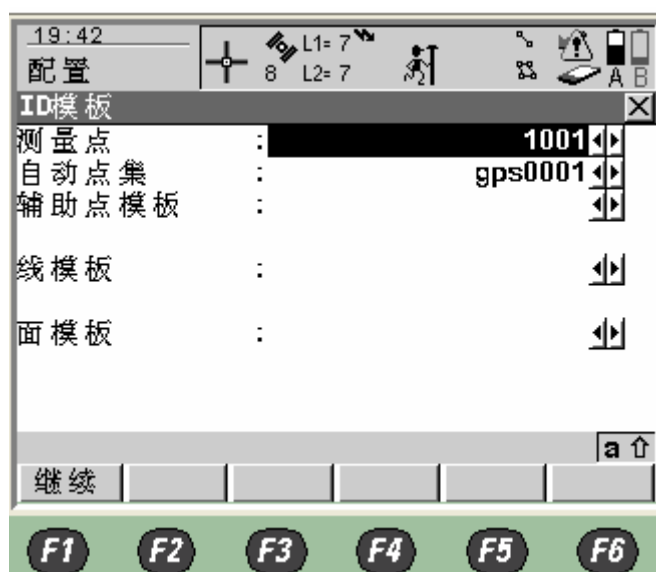 19:42
配置
8 L1= 7
L2= 7
A B
ID模板
测量点 : 1001
自动点集 : gps0001
辅助点模板 :
线模板 :
面模板 :
a
继续
F1 F2 F3 F4 F5 F6